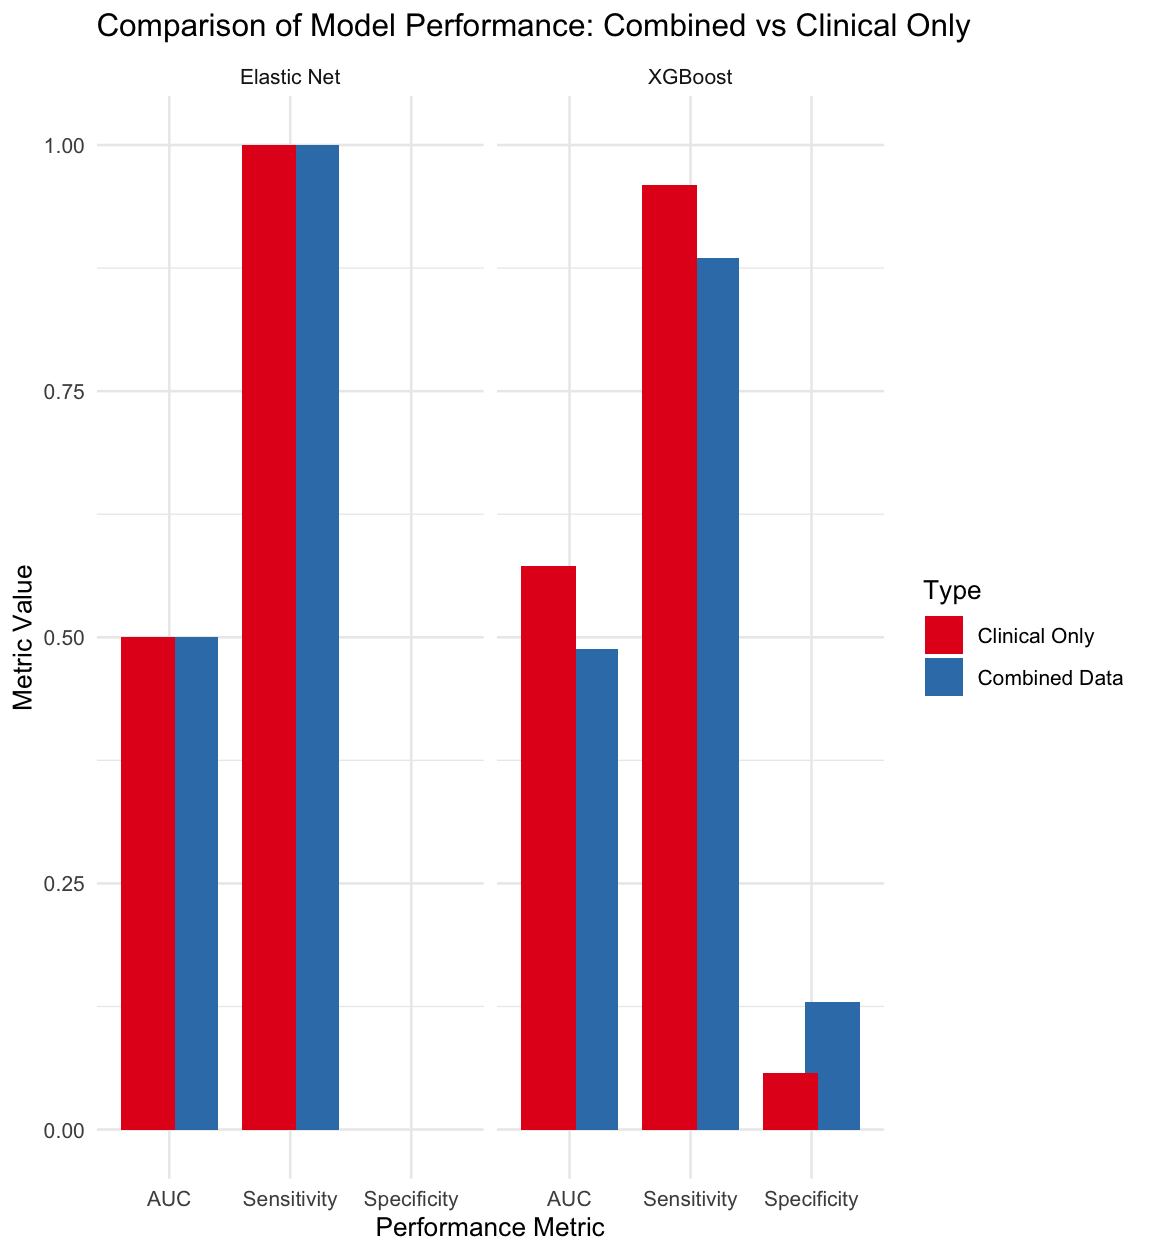 Comparison of Model Performance: Combined vs Clinical Only
Elastic Net
XGBoost
1.00
0.75
0.50
0.25
0.00
Metric Value
AUC Sensitivity Specificity
AUC Sensitivity Specificity
Performance Metric
Type
Clinical Only
Combined Data